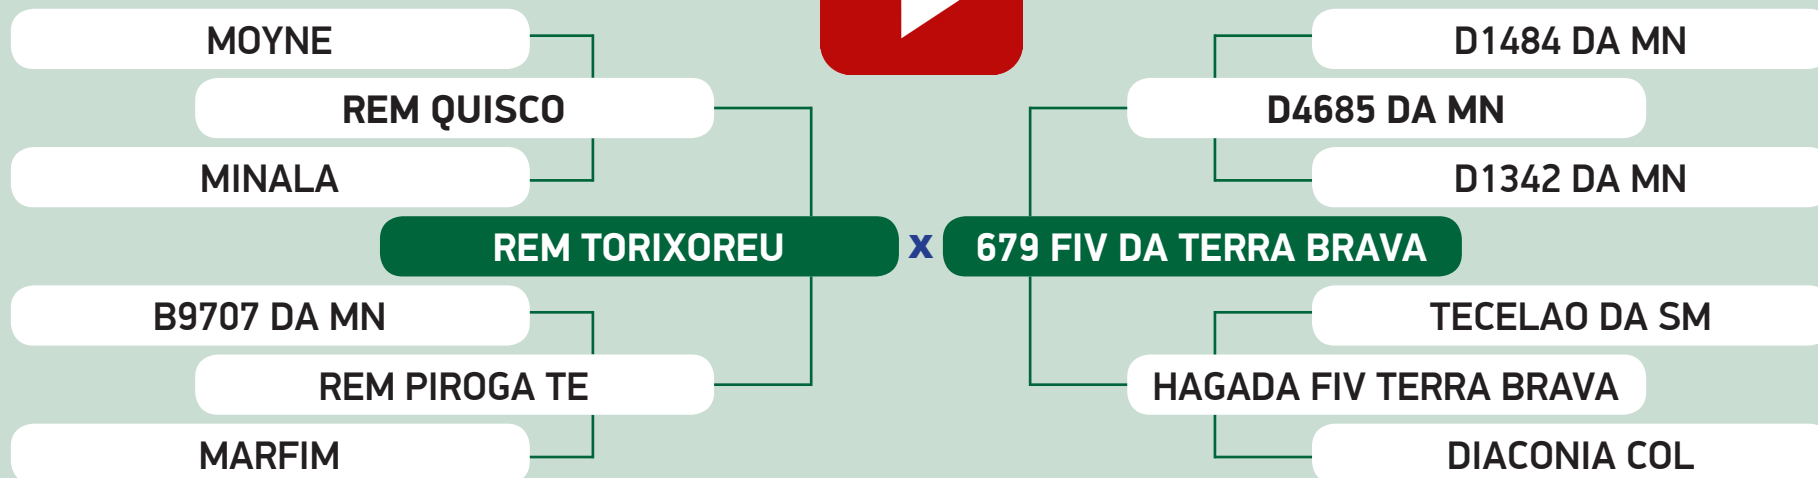 MOYNE
D1484 DA MN
REM QUISCO
D4685 DA MN
MINALA
D1342 DA MN
REM TORIXOREU x 679 FIV DA TERRA BRAVA
B9707 DA MN
TECELAO DA SM
REM PIROGA TE
HAGADA FIV TERRA BRAVA
MARFIM
DIACONIA COL